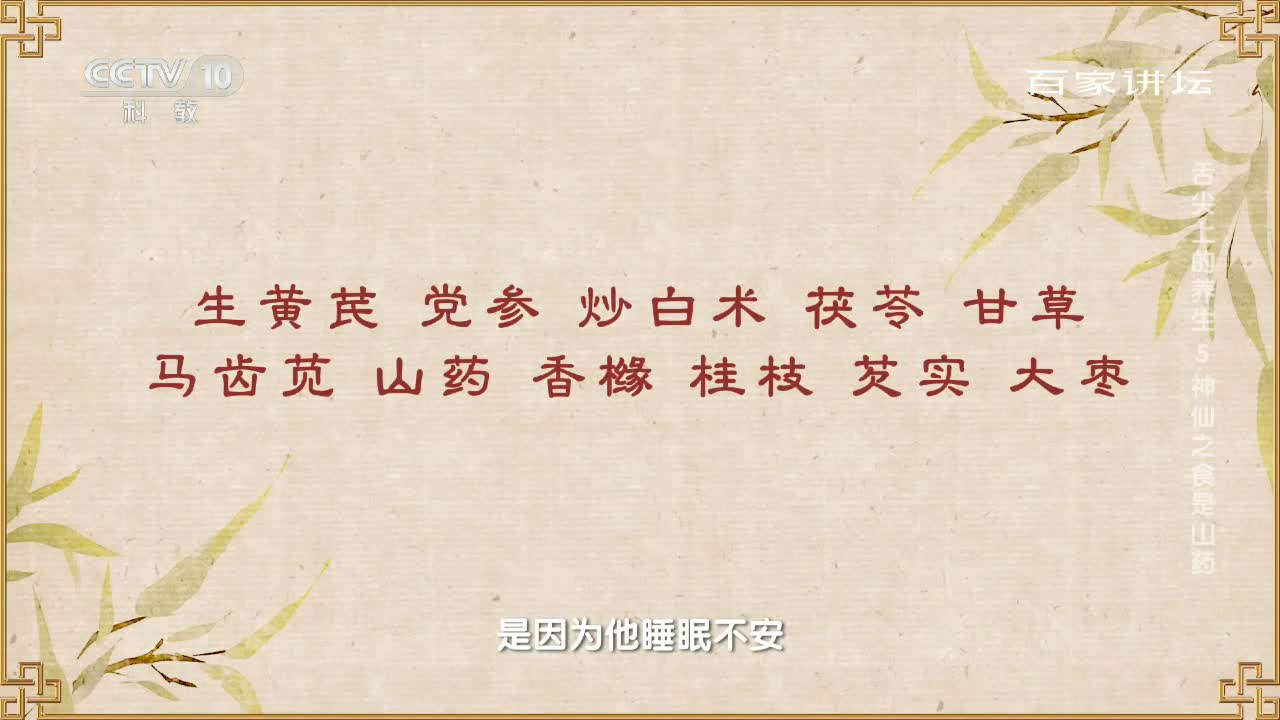 CCTV 10
科 教
百家讲坛
舌尖上的养生 5 神仙之食是山药
生黄芪 党参 炒白术 茯苓 甘草
马齿苋 山药 香橼 桂枝 芡实 大枣
是因为他睡眠不安